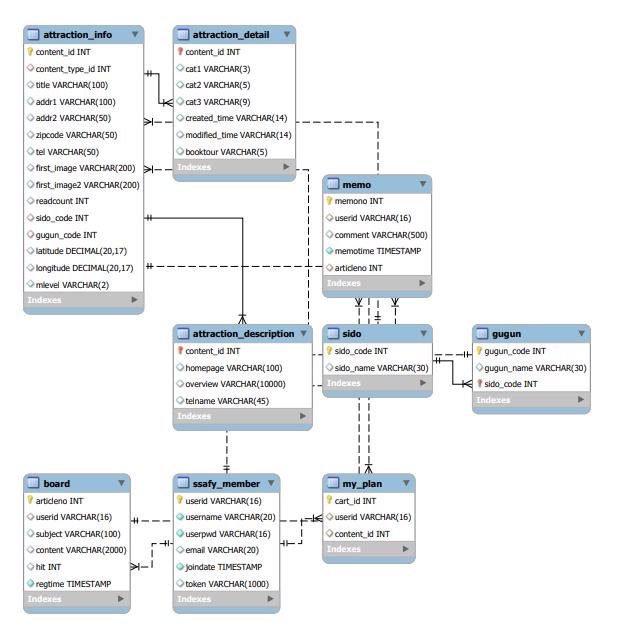 attraction_info
content_id INT
content_type_id INT
title VARCHAR(100)
addr1 VARCHAR(100)
addr2 VARCHAR(50)
zipcode VARCHAR(50)
tel VARCHAR(50)
first_image VARCHAR(200)
first_image2 VARCHAR(200)
readcount INT
sido_code INT
gugun_code INT
latitude DECIMAL(20,17)
longitude DECIMAL(20,17)
mlevel VARCHAR(2)
Indexes
attraction_detail
content_id INT
cat1 VARCHAR(3)
cat2 VARCHAR(5)
cat3 VARCHAR(9)
created_time VARCHAR(14)
modified_time VARCHAR(14)
booktour VARCHAR(5)
Indexes
memo
memono INT
userid VARCHAR(16)
comment VARCHAR(500)
memotime TIMESTAMP
articleno INT
Indexes
attraction_description
content_id INT
homepage VARCHAR(100)
overview VARCHAR(10000)
telname VARCHAR(45)
Indexes
sido
sido_code INT
sido_name VARCHAR(30)
Indexes
gugun
gugun_code INT
gugun_name VARCHAR(30)
sido_code INT
Indexes
board
articleno INT
userid VARCHAR(16)
subject VARCHAR(100)
content VARCHAR(2000)
hit INT
regtime TIMESTAMP
Indexes
ssafy_member
userid VARCHAR(16)
username VARCHAR(20)
userpwd VARCHAR(16)
email VARCHAR(20)
joindate TIMESTAMP
token VARCHAR(1000)
Indexes
my_plan
cart_id INT
userid VARCHAR(16)
content_id INT
Indexes